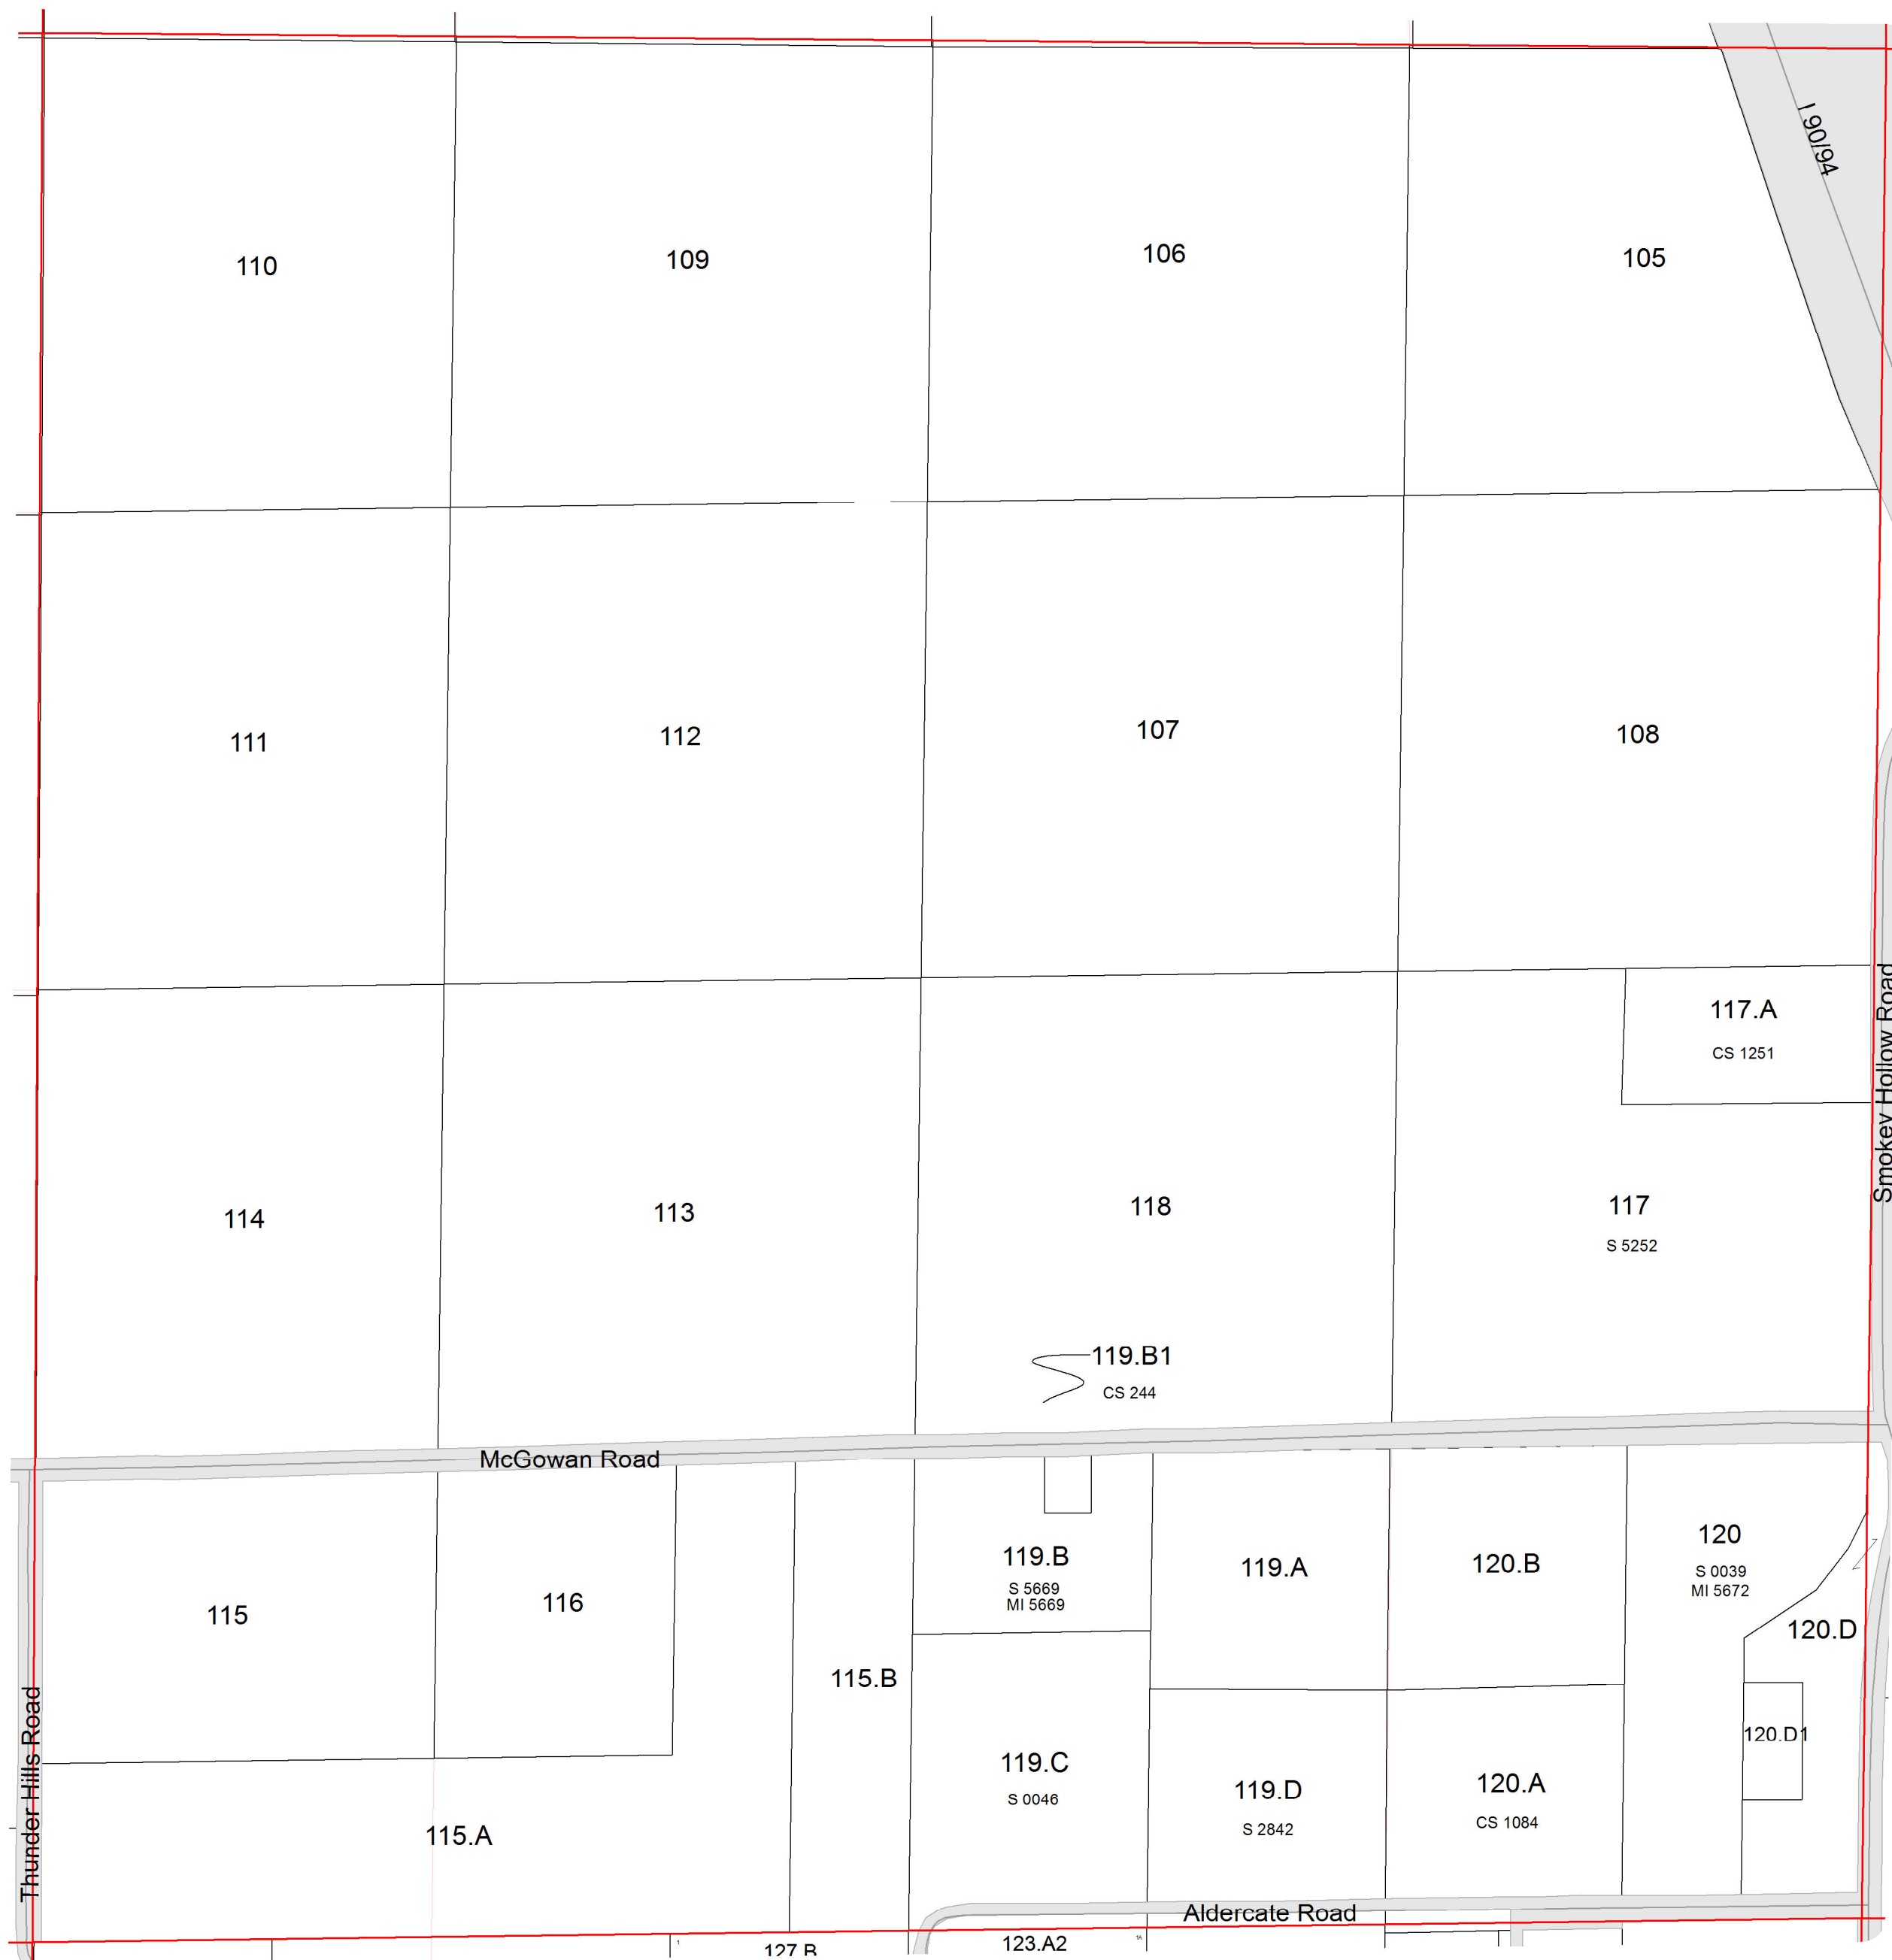 I 90/94
110
109
106
105
111
112
107
108
117.A
CS 1251
Smokey Hollow Road
114
113
118
117
S 5252
119.B1
CS 244
McGowan Road
115
116
115.B
119.B
S 5669
MI 5669
119.A
120.B
120
S 0039
MI 5672
120.D
120.D1
119.C
S 0046
119.D
S 2842
120.A
CS 1084
Thunder Hills Road
115.A
Aldercate Road
127.B
123.A2